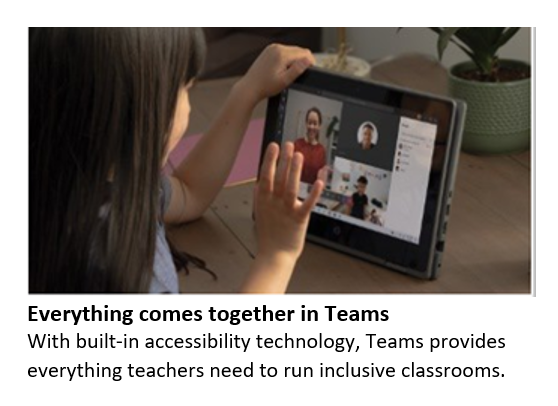 Everything comes together in Teams
With built-in accessibility technology, Teams provides
everything teachers need to run inclusive classrooms.